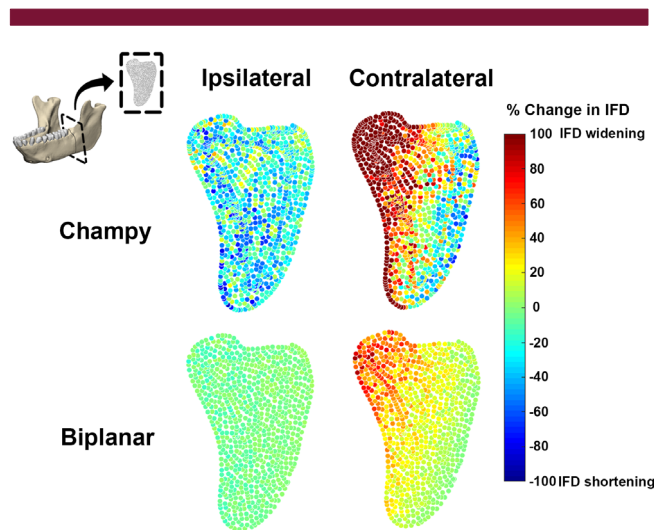 Ipsilateral
Contralateral
Champy
Biplanar
% Change in IFD
100 IFD widening
80
60
40
20
0
-20
-40
-60
-80
-100 IFD shortening